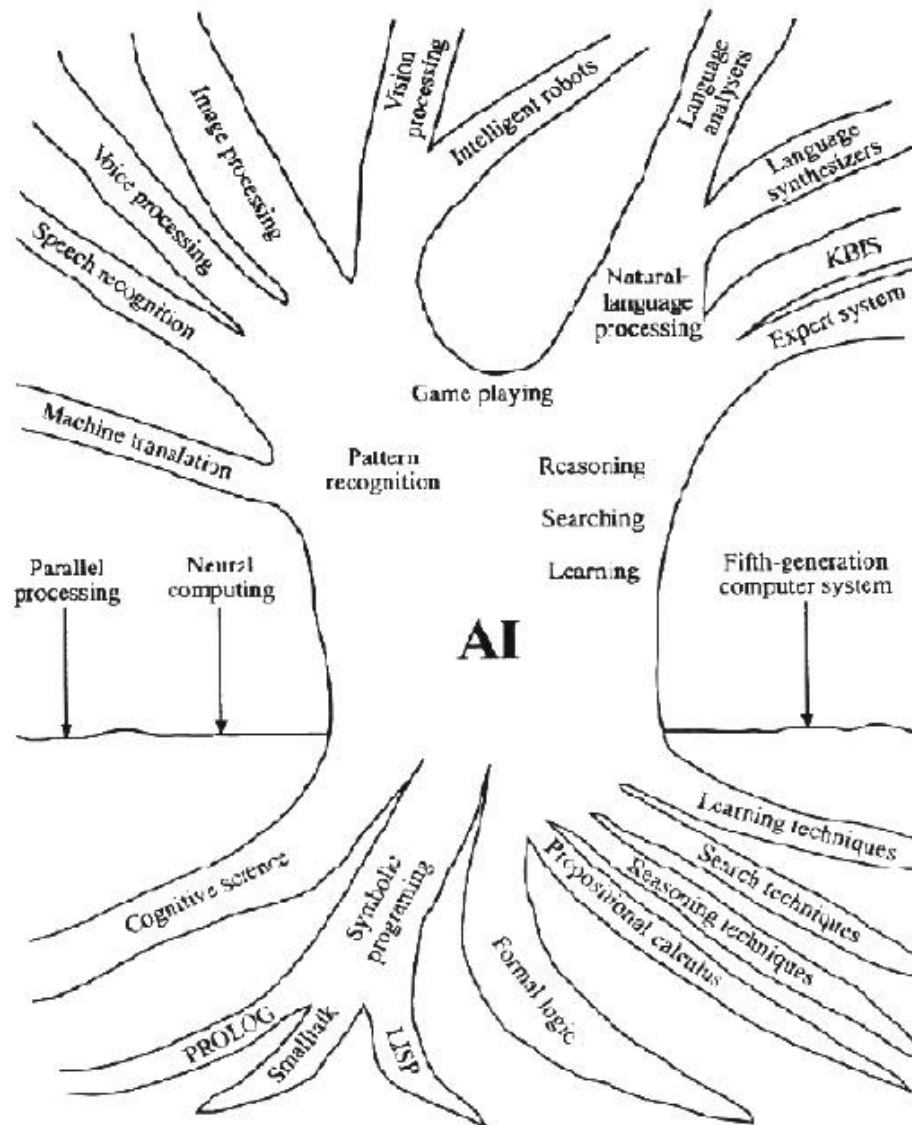 Image processing
Vision
processing
Intelligent robots
Language
analysers
Language
synthesizers
Voice processing
Speech recognition
KBIS
Expert system
Natural-
language
processing
Game playing
Machine translation
Pattern
recognition
Reasoning
Searching
Learning
Parallel
processing
Neural
computing
Fifth-generation
computer system
AI
Learning techniques
Search techniques
Reasoning techniques
Propositional calculus
Cognitive science
Symbolic
programing
Formal logic
PROLOG
Smalltalk
LISP